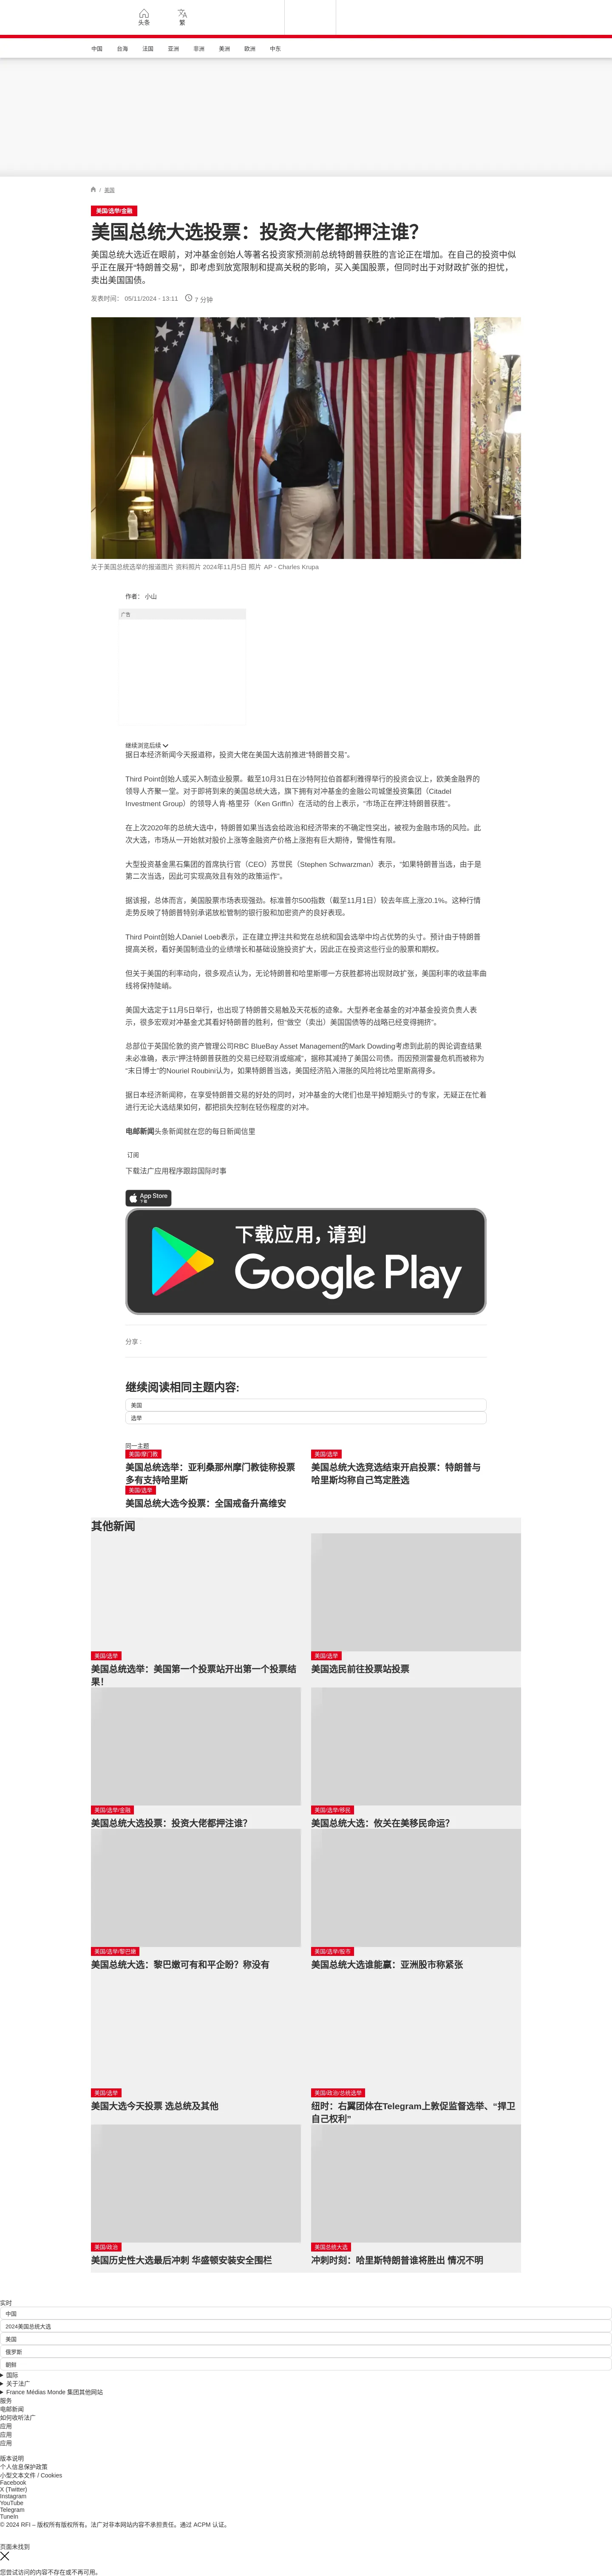 头条
繁
中国
台海
法国
亚洲
非洲
美洲
欧洲
中东
/ 美国
美国/选举/金融
美国总统大选投票：投资大佬都押注谁？
美国总统大选近在眼前，对冲基金创始人等著名投资家预测前总统特朗普获胜的言论正在增加。在自己的投资中似
乎正在展开“特朗普交易”，即考虑到放宽限制和提高关税的影响，买入美国股票，但同时出于对财政扩张的担忧，
卖出美国国债。
发表时间： 05/11/2024 - 13:11
7 分钟
关于美国总统选举的报道图片 资料照片 2024年11月5日 照片 AP - Charles Krupa
作者： 小山
广告
继续浏览后续
据日本经济新闻今天报道称，投资大佬在美国大选前推进“特朗普交易”。
Third Point创始人或买入制造业股票。截至10月31日在沙特阿拉伯首都利雅得举行的投资会议上，欧美金融界的
领导人齐聚一堂。对于即将到来的美国总统大选，旗下拥有对冲基金的金融公司城堡投资集团（Citadel
Investment Group）的领导人肯·格里芬（Ken Griffin）在活动的台上表示，“市场正在押注特朗普获胜”。
在上次2020年的总统大选中，特朗普如果当选会给政治和经济带来的不确定性突出，被视为金融市场的风险。此
次大选，市场从一开始就对股价上涨等金融资产价格上涨抱有巨大期待，警惕性有限。
大型投资基金黑石集团的首席执行官（CEO）苏世民（Stephen Schwarzman）表示，“如果特朗普当选，由于是
第二次当选，因此可实现高效且有效的政策运作”。
据该报，总体而言，美国股票市场表现强劲。标准普尔500指数（截至11月1日）较去年底上涨20.1%。这种行情
走势反映了特朗普特别承诺放松管制的银行股和加密资产的良好表现。
Third Point创始人Daniel Loeb表示，正在建立押注共和党在总统和国会选举中均占优势的头寸。预计由于特朗普
提高关税，看好美国制造业的业绩增长和基础设施投资扩大，因此正在投资这些行业的股票和期权。
但关于美国的利率动向，很多观点认为，无论特朗普和哈里斯哪一方获胜都将出现财政扩张，美国利率的收益率曲
线将保持陡峭。
美国大选定于11月5日举行，也出现了特朗普交易触及天花板的迹象。大型养老金基金的对冲基金投资负责人表
示，很多宏观对冲基金尤其看好特朗普的胜利，但“做空（卖出）美国国债等的战略已经变得拥挤”。
总部位于英国伦敦的资产管理公司RBC BlueBay Asset Management的Mark Dowding考虑到此前的舆论调查结果
未必准确，表示“押注特朗普获胜的交易已经取消或缩减”，据称其减持了美国公司债。而因预测雷曼危机而被称为
“末日博士”的Nouriel Roubini认为，如果特朗普当选，美国经济陷入滞胀的风险将比哈里斯高得多。
据日本经济新闻称，在享受特朗普交易的好处的同时，对冲基金的大佬们也是平掉短期头寸的专家，无疑正在忙着
进行无论大选结果如何，都把损失控制在轻伤程度的对冲。
电邮新闻头条新闻就在您的每日新闻信里
订阅
下载法广应用程序跟踪国际时事
App Store
下载
下载应用，请到
Google Play
分享 :
继续阅读相同主题内容:
美国
选举
同一主题
美国/摩门教
美国总统选举：亚利桑那州摩门教徒称投票
多有支持哈里斯
美国/选举
美国总统大选竞选结束开启投票：特朗普与
哈里斯均称自己笃定胜选
美国/选举
美国总统大选今投票：全国戒备升高维安
其他新闻
美国/选举
美国总统选举：美国第一个投票站开出第一个投票结
果！
美国/选举
美国选民前往投票站投票
美国/选举/金融
美国总统大选投票：投资大佬都押注谁？
美国/选举/移民
美国总统大选：攸关在美移民命运？
美国/选举/黎巴嫩
美国总统大选：黎巴嫩可有和平企盼？称没有
美国/选举/股市
美国总统大选谁能赢：亚洲股市称紧张
美国/选举
美国大选今天投票 选总统及其他
美国/政治/总统选举
纽时：右翼团体在Telegram上敦促监督选举、“捍卫
自己权利”
美国/政治
美国历史性大选最后冲刺 华盛顿安装安全围栏
美国总统大选
冲刺时刻：哈里斯特朗普谁将胜出 情况不明
实时
中国
2024美国总统大选
美国
俄罗斯
朝鲜
国际
关于法广
France Médias Monde 集团其他网站
服务
电邮新闻
如何收听法广
应用
应用
应用
版本说明
个人信息保护政策
小型文本文件 / Cookies
Facebook
X (Twitter)
Instagram
YouTube
Telegram
TuneIn
© 2024 RFI – 版权所有版权所有。法广对非本网站内容不承担责任。通过 ACPM 认证。
页面未找到
您尝试访问的内容不存在或不再可用。